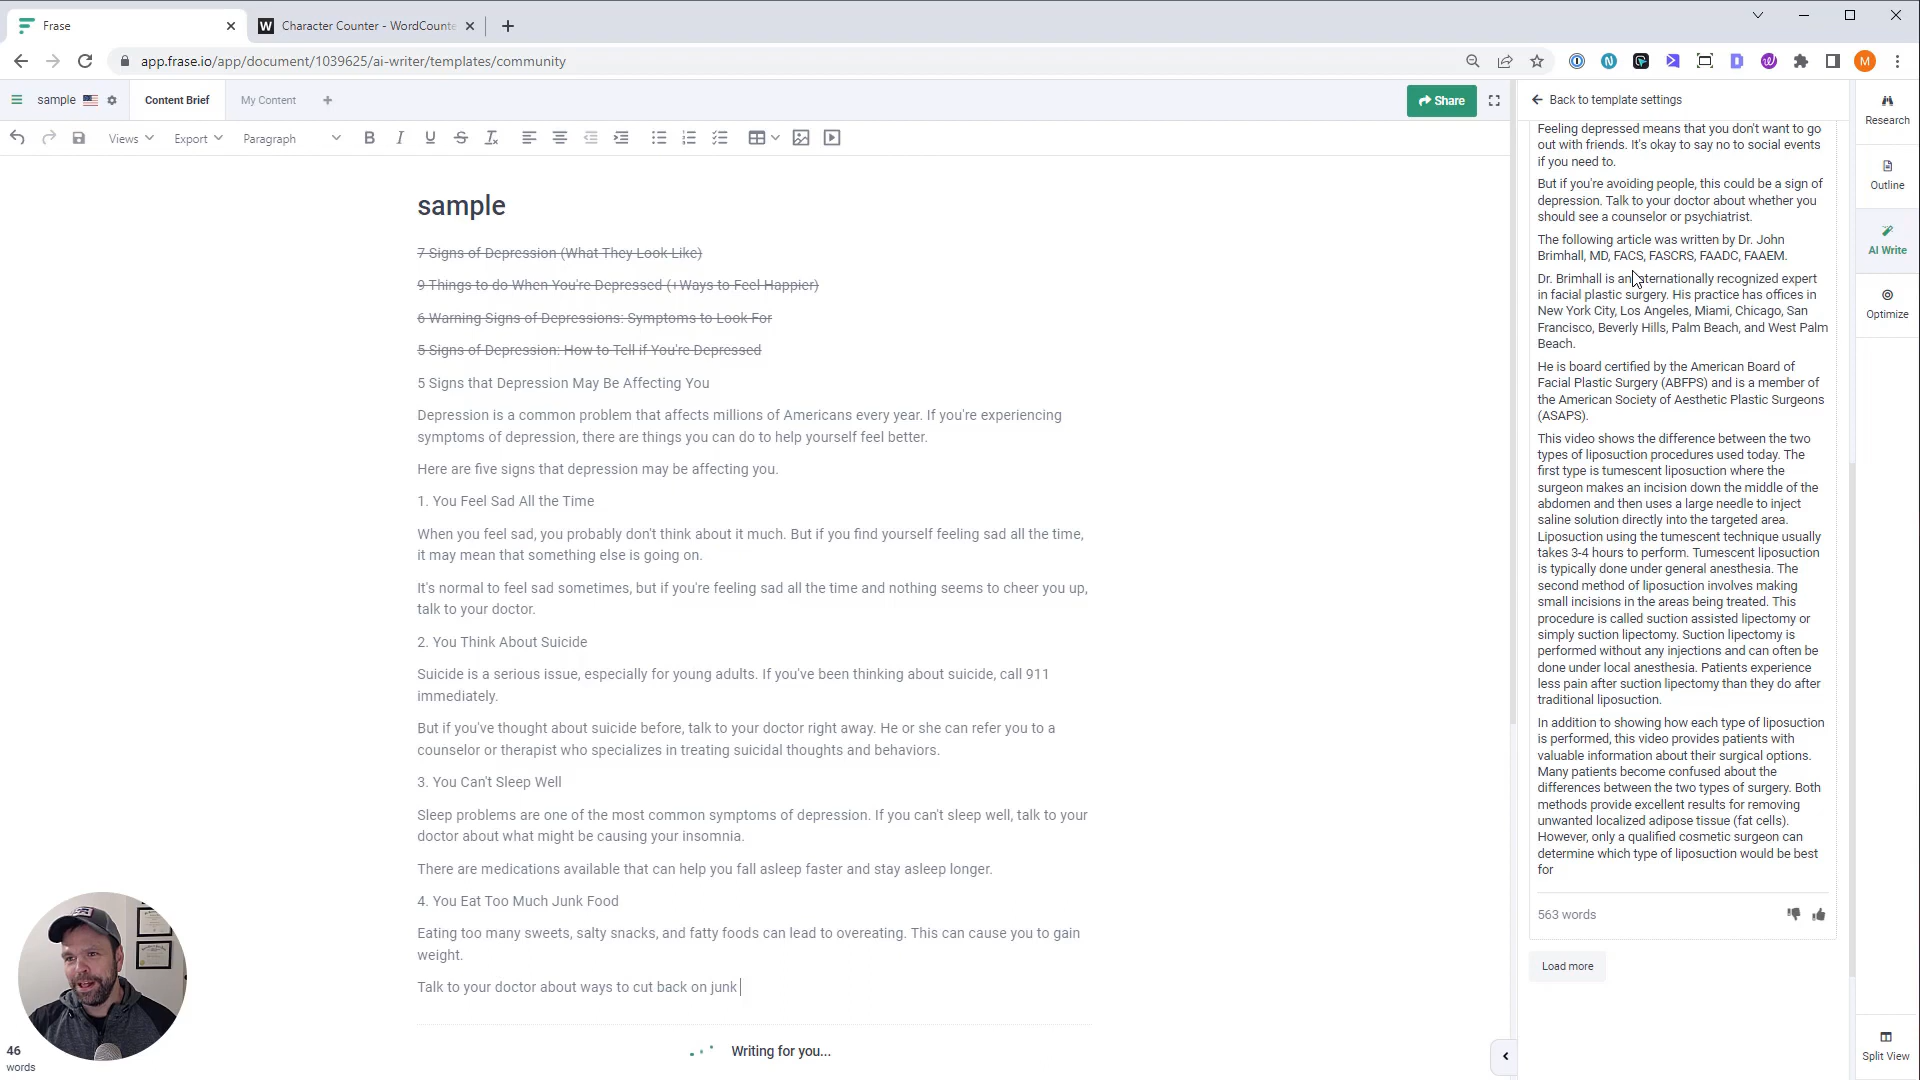 Frase
W
Character Counter - WordCounte
app.frase.io/app/document/1039625/ai-writer/templates/community
M
sample
Content Brief
My Content
Share
Views
Export
Paragraph
B
I
U
sample
7 Signs of Depression (What They Look Like)
9 Things to do When You're Depressed (+Ways to Feel Happier)
6 Warning Signs of Depressions: Symptoms to Look For
5 Signs of Depression: How to Tell if You're Depressed
5 Signs that Depression May Be Affecting You
Depression is a common problem that affects millions of Americans every year. If you're experiencing
symptoms of depression, there are things you can do to help yourself feel better.
Here are five signs that depression may be affecting you.
1. You Feel Sad All the Time
When you feel sad, you probably don't think about it much. But if you find yourself feeling sad all the time,
it may mean that something else is going on.
It's normal to feel sad sometimes, but if you're feeling sad all the time and nothing seems to cheer you up,
talk to your doctor.
2. You Think About Suicide
Suicide is a serious issue, especially for young adults. If you've been thinking about suicide, call 911
immediately.
But if you've thought about suicide before, talk to your doctor right away. He or she can refer you to a
counselor or therapist who specializes in treating suicidal thoughts and behaviors.
3. You Can't Sleep Well
Sleep problems are one of the most common symptoms of depression. If you can't sleep well, talk to your
doctor about what might be causing your insomnia.
There are medications available that can help you fall asleep faster and stay asleep longer.
4. You Eat Too Much Junk Food
Eating too many sweets, salty snacks, and fatty foods can lead to overeating. This can cause you to gain
weight.
Talk to your doctor about ways to cut back on junk
Writing for you...
46
words
Back to template settings
Feeling depressed means that you don't want to go
out with friends. It's okay to say no to social events
if you need to.
But if you're avoiding people, this could be a sign of
depression. Talk to your doctor about whether you
should see a counselor or psychiatrist.
The following article was written by Dr. John
Brimhall, MD, FACS, FASCRS, FAADC, FAAEM.
Dr. Brimhall is an internationally recognized expert
in facial plastic surgery. His practice has offices in
New York City, Los Angeles, Miami, Chicago, San
Francisco, Beverly Hills, Palm Beach, and West Palm
Beach.
He is board certified by the American Board of
Facial Plastic Surgery (ABFPS) and is a member of
the American Society of Aesthetic Plastic Surgeons
(ASAPS).
This video shows the difference between the two
types of liposuction procedures used today. The
first type is tumescent liposuction where the
surgeon makes an incision down the middle of the
abdomen and then uses a large needle to inject
saline solution directly into the targeted area.
Liposuction using the tumescent technique usually
takes 3-4 hours to perform. Tumescent liposuction
is typically done under general anesthesia. The
second method of liposuction involves making
small incisions in the areas being treated. This
procedure is called suction assisted lipectomy or
simply suction lipectomy. Suction lipectomy is
performed without any injections and can often be
done under local anesthesia. Patients experience
less pain after suction lipectomy than they do after
traditional liposuction.
In addition to showing how each type of liposuction
is performed, this video provides patients with
valuable information about their surgical options.
Many patients become confused about the
differences between the two types of surgery. Both
methods provide excellent results for removing
unwanted localized adipose tissue (fat cells).
However, only a qualified cosmetic surgeon can
determine which type of liposuction would be best
for
563 words
Load more
Research
Outline
AI Write
Optimize
Split View